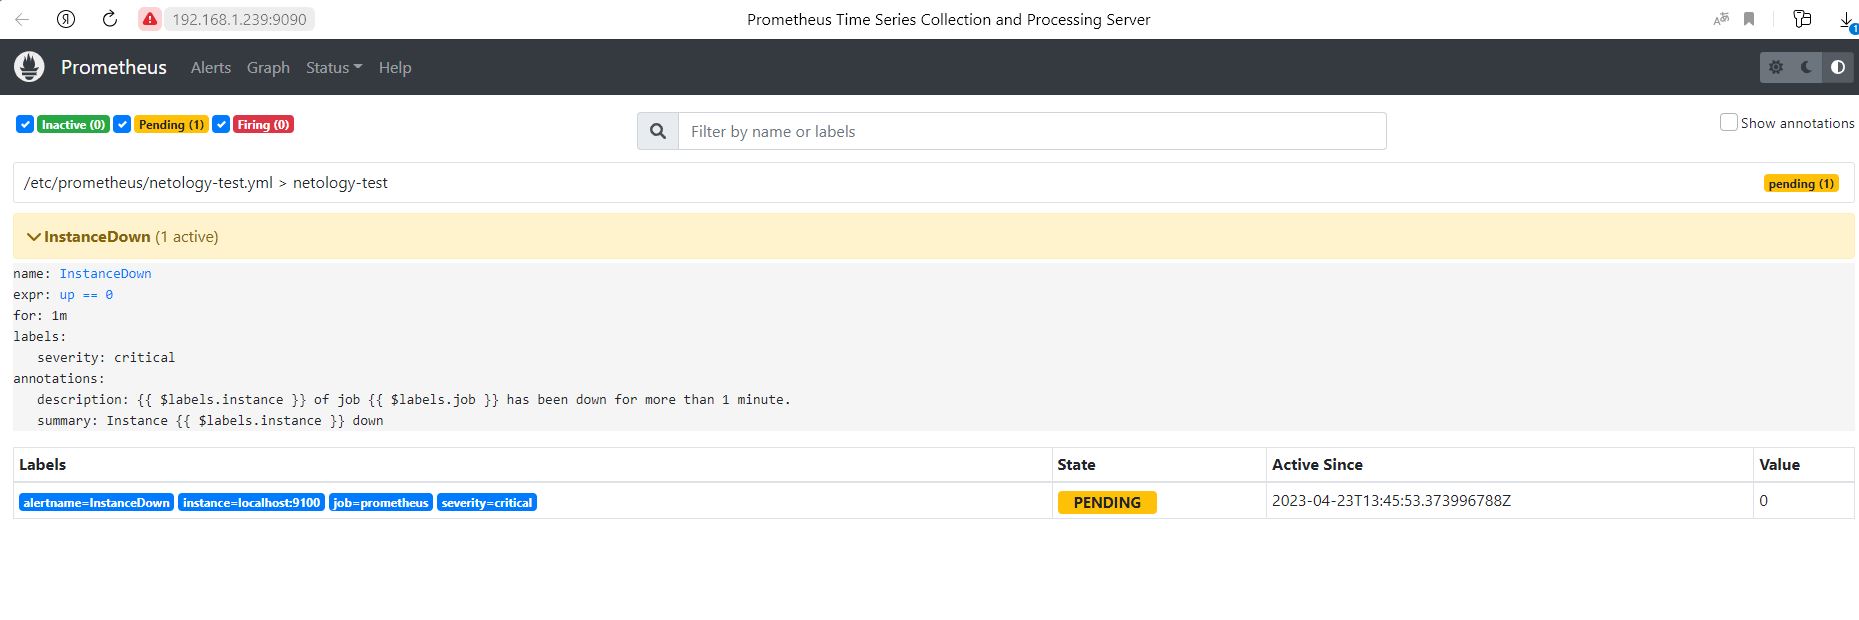 Я 192.168.1.239:9090 Prometheus Time Series Collection and Processing Server 1
Prometheus Alerts Graph Status Help
Inactive (0) Pending (1) Firing (0) Filter by name or labels Show annotations
/etc/prometheus/netology-test.yml > netology-test pending (1)
InstanceDown (1 active)
name: InstanceDown
expr: up == 0
for: 1m
labels:
severity: critical
annotations:
description: {{ $labels.instance }} of job {{ $labels.job }} has been down for more than 1 minute.
summary: Instance {{ $labels.instance }} down
Labels State Active Since Value
alertname=InstanceDown instance=localhost:9100 job=prometheus severity=critical PENDING 2023-04-23T13:45:53.373996788Z 0